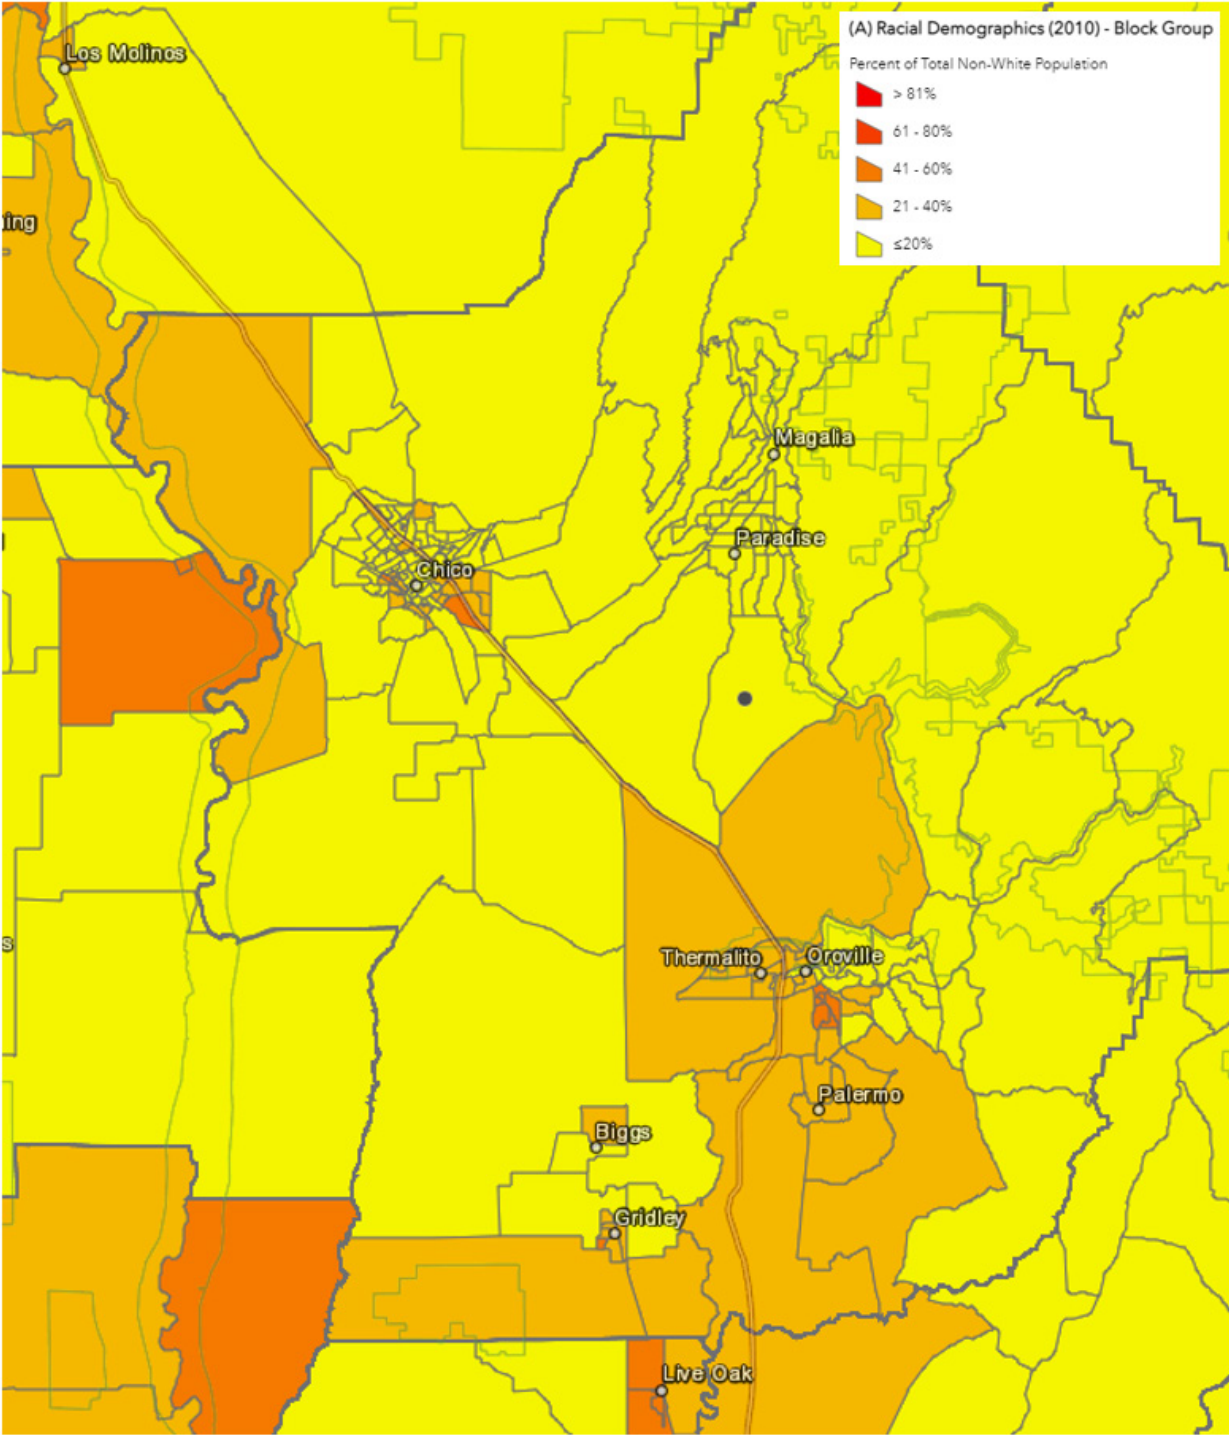 (A) Racial Demographics (2010) - Block Group
Percent of Total Non-White Population
> 81%
61 - 80%
41 - 60%
21 - 40%
≤20%
Los Molinos
ing
Magalia
Paradise
Chico
s
Thermalito
Oroville
Palermo
Biggs
Gridley
Live Oak